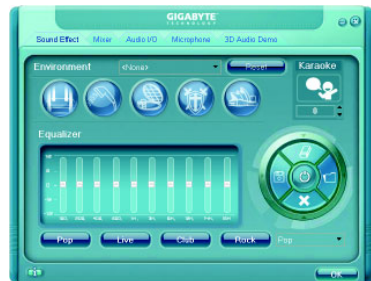 GIGABYTE
TECHNOLOGY
Sound Effect Mixer Audio I/O Microphone 3D Audio Demo
Environment <None> Reset Karaoke
0
Equalizer
Pop Live Club Rock Pop
OK